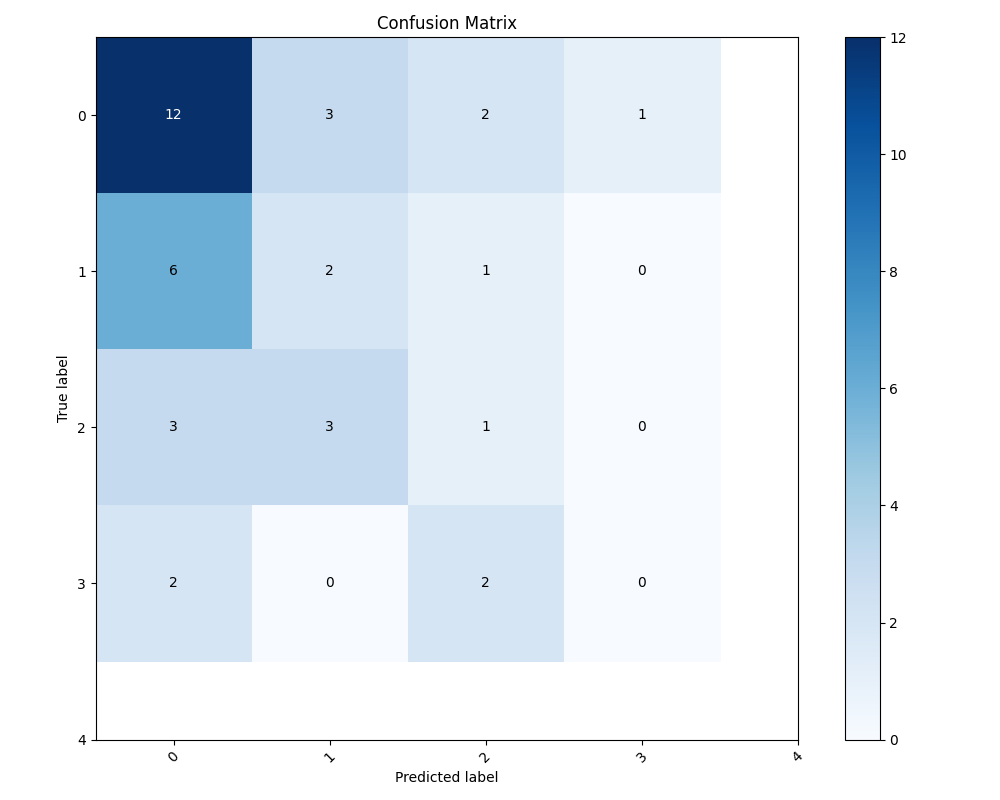 Confusion Matrix
0 12 3 2 1
1 6 2 1 0
2 3 3 1 0
3 2 0 2 0
4
0 1 2 3 4
Predicted label
True label
12
10
8
6
4
2
0